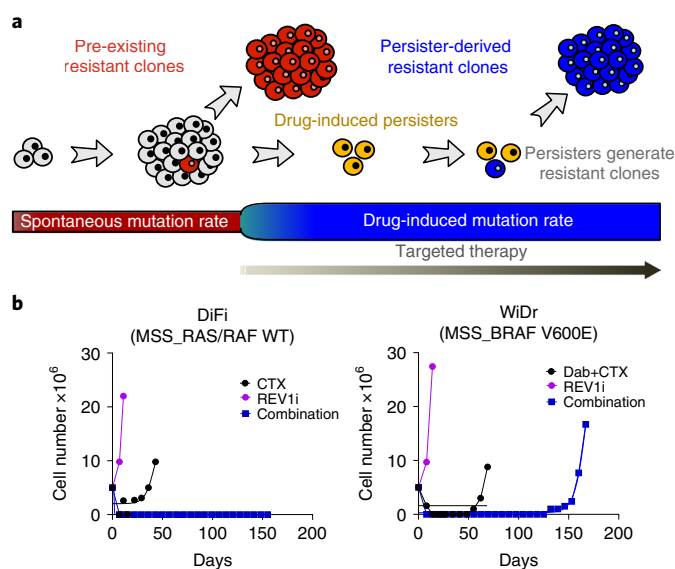 a
Pre-existing
resistant clones
Persister-derived
resistant clones
Drug-induced persisters
Persisters generate
resistant clones
Spontaneous mutation rate
Drug-induced mutation rate
Targeted therapy
b
DiFi
(MSS_RAS/RAF WT)
Cell number ×10⁶
30
20
10
0
0 50 100 150 200
Days
CTX
REV1i
Combination
WiDr
(MSS_BRAF V600E)
Cell number ×10⁶
30
20
10
0
0 50 100 150 200
Days
Dab+CTX
REV1i
Combination